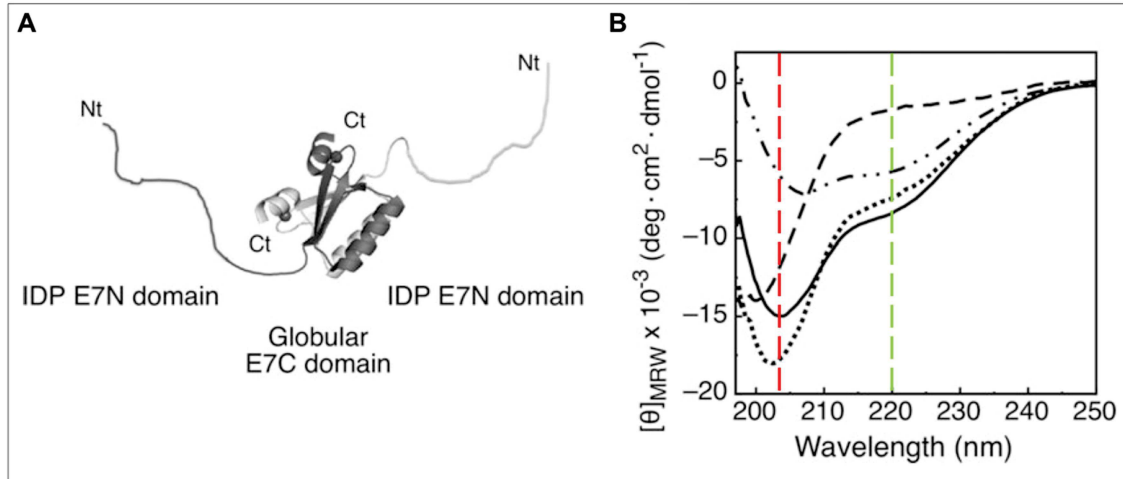 A
Nt
Nt
Ct
Ct
IDP E7N domain
IDP E7N domain
Globular
E7C domain
B
[θ]MRW x 10⁻³ (deg·cm²·dmol⁻¹)
0
−5
−10
−15
−20
200 210 220 230 240 250
Wavelength (nm)